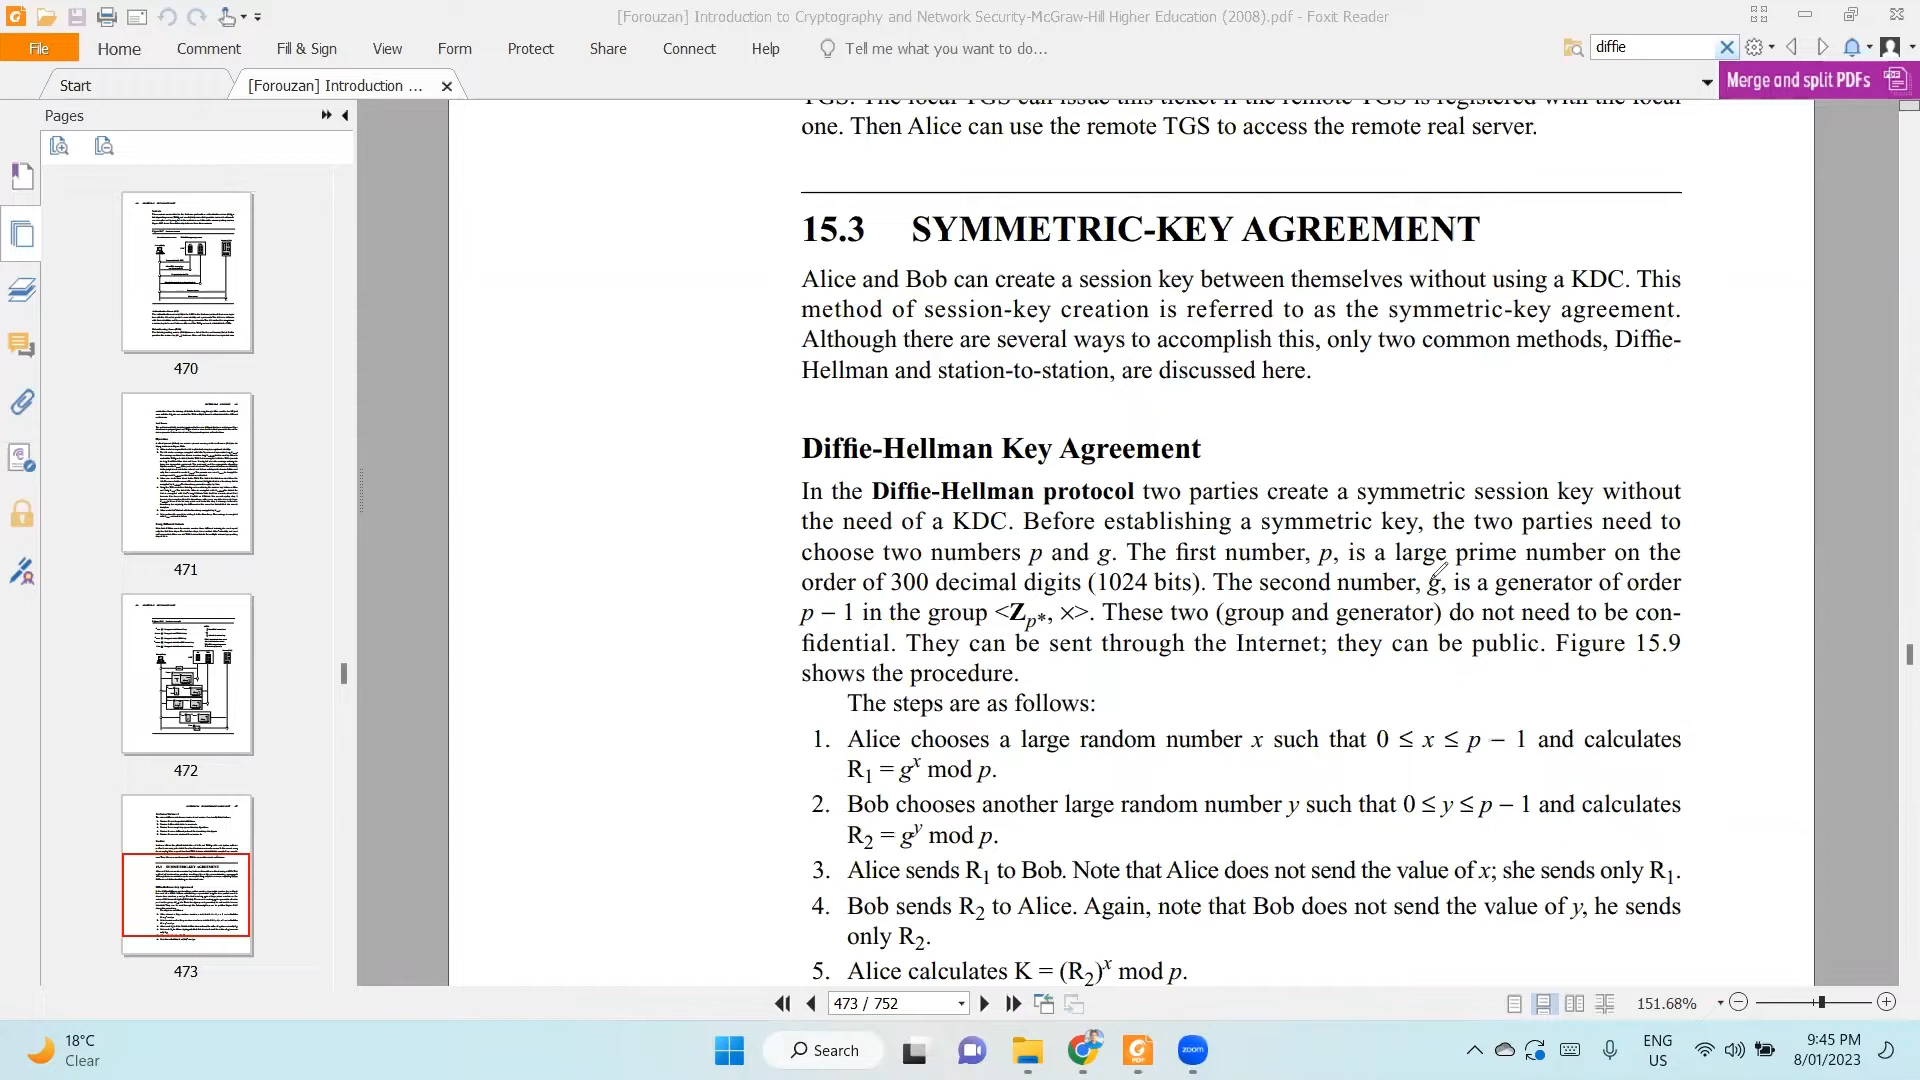 [Forouzan] Introduction to Cryptography and Network Security-McGraw-Hill Higher Education (2008).pdf - Foxit Reader
File Home Comment Fill & Sign View Form Protect Share Connect Help Tell me what you want to do... diffie
Start [Forouzan] Introduction ... Merge and split PDFs
Pages
470
471
472
473
TGS. The local TGS can issue this ticket if the remote TGS is registered with the local
one. Then Alice can use the remote TGS to access the remote real server.
15.3 SYMMETRIC-KEY AGREEMENT
Alice and Bob can create a session key between themselves without using a KDC. This
method of session-key creation is referred to as the symmetric-key agreement.
Although there are several ways to accomplish this, only two common methods, Diffie-
Hellman and station-to-station, are discussed here.
Diffie-Hellman Key Agreement
In the Diffie-Hellman protocol two parties create a symmetric session key without
the need of a KDC. Before establishing a symmetric key, the two parties need to
choose two numbers p and g. The first number, p, is a large prime number on the
order of 300 decimal digits (1024 bits). The second number, g, is a generator of order
p − 1 in the group <Zp*, ×>. These two (group and generator) do not need to be con-
fidential. They can be sent through the Internet; they can be public. Figure 15.9
shows the procedure.
The steps are as follows:
1. Alice chooses a large random number x such that 0 ≤ x ≤ p − 1 and calculates
R₁ = gˣ mod p.
2. Bob chooses another large random number y such that 0 ≤ y ≤ p − 1 and calculates
R₂ = gʸ mod p.
3. Alice sends R₁ to Bob. Note that Alice does not send the value of x; she sends only R₁.
4. Bob sends R₂ to Alice. Again, note that Bob does not send the value of y, he sends
only R₂.
5. Alice calculates K = (R₂)ˣ mod p.
473 / 752 151.68%
18°C
Clear
Search
zoom
ENG
US
9:45 PM
8/01/2023